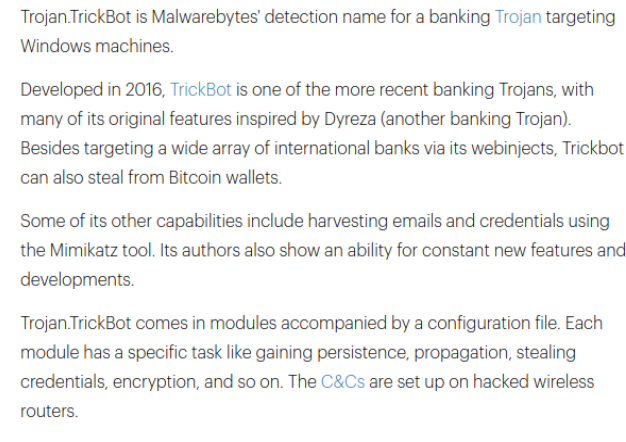 Trojan.TrickBot is Malwarebytes' detection name for a banking Trojan targeting
Windows machines.
Developed in 2016, TrickBot is one of the more recent banking Trojans, with
many of its original features inspired by Dyreza (another banking Trojan).
Besides targeting a wide array of international banks via its webinjects, Trickbot
can also steal from Bitcoin wallets.
Some of its other capabilities include harvesting emails and credentials using
the Mimikatz tool. Its authors also show an ability for constant new features and
developments.
Trojan.TrickBot comes in modules accompanied by a configuration file. Each
module has a specific task like gaining persistence, propagation, stealing
credentials, encryption, and so on. The C&Cs are set up on hacked wireless
routers.